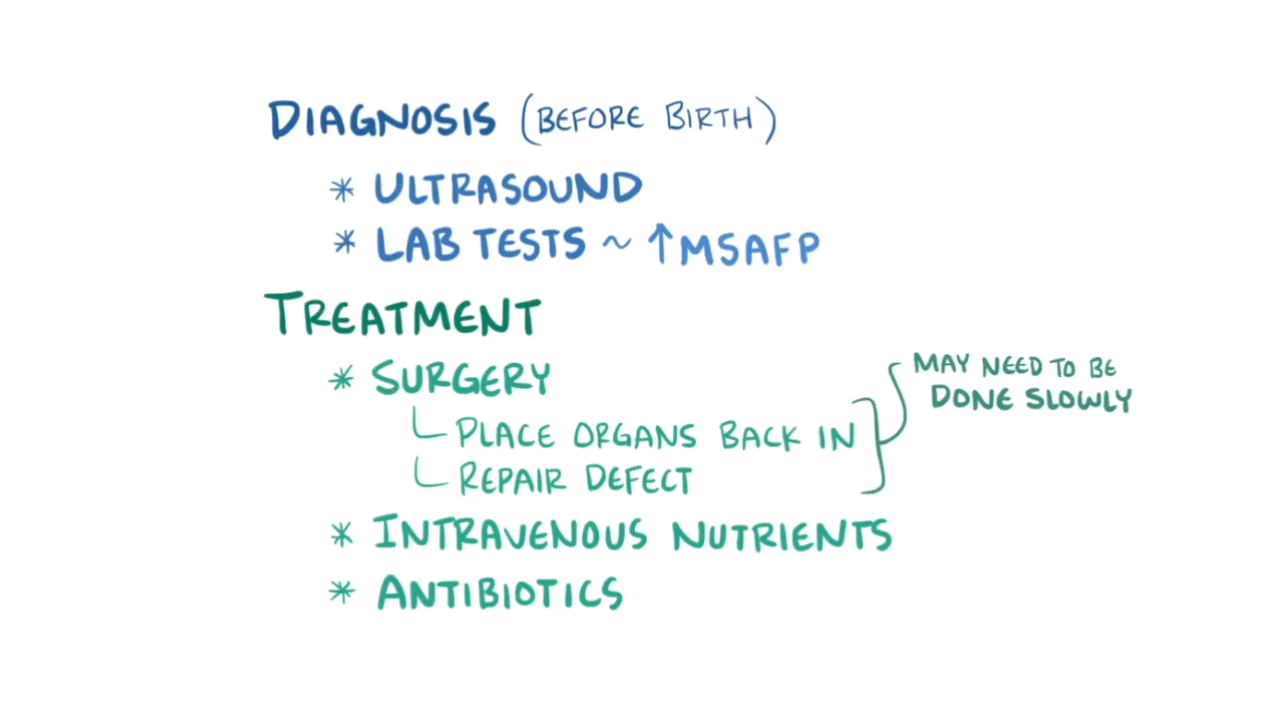 DIAGNOSIS (BEFORE BIRTH)
* ULTRASOUND
* LAB TESTS ~ ↑MSAFP
TREATMENT
* SURGERY
PLACE ORGANS BACK IN
REPAIR DEFECT
MAY NEED TO BE
DONE SLOWLY
* INTRAVENOUS NUTRIENTS
* ANTIBIOTICS